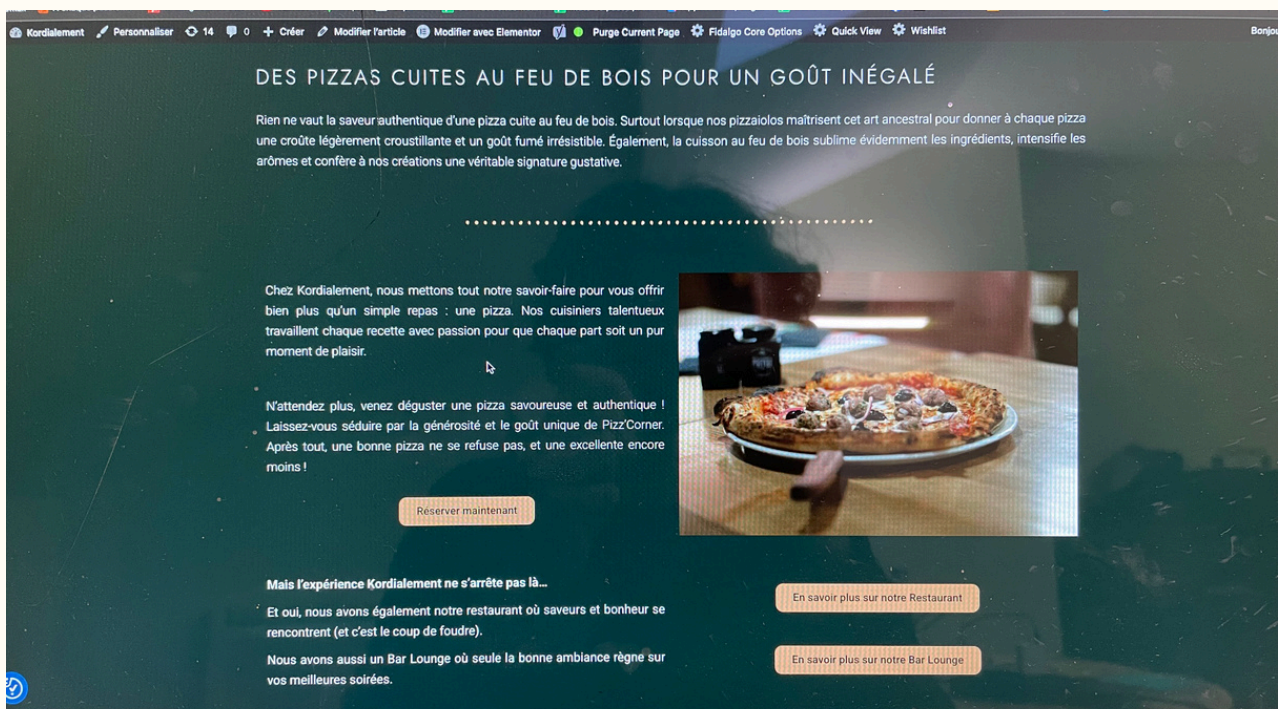 Kordialement Personnaliser 14 0 + Créer Modifier l'article Modifier avec Elementor Purge Current Page Fidalgo Core Options Quick View Wishlist Bonjou
DES PIZZAS CUITES AU FEU DE BOIS POUR UN GOÛT INÉGALÉ
Rien ne vaut la saveur authentique d'une pizza cuite au feu de bois. Surtout lorsque nos pizzaiolos maîtrisent cet art ancestral pour donner à chaque pizza
une croûte légèrement croustillante et un goût fumé irrésistible. Également, la cuisson au feu de bois sublime évidemment les ingrédients, intensifie les
arômes et confère à nos créations une véritable signature gustative.
Chez Kordialement, nous mettons tout notre savoir-faire pour vous offrir
bien plus qu'un simple repas : une pizza. Nos cuisiniers talentueux
travaillent chaque recette avec passion pour que chaque part soit un pur
moment de plaisir.
N'attendez plus, venez déguster une pizza savoureuse et authentique !
Laissez-vous séduire par la générosité et le goût unique de Pizz'Corner.
Après tout, une bonne pizza ne se refuse pas, et une excellente encore
moins !
Réserver maintenant
Mais l'expérience Kordialement ne s'arrête pas là...
Et oui, nous avons également notre restaurant où saveurs et bonheur se
rencontrent (et c'est le coup de foudre).
Nous avons aussi un Bar Lounge où seule la bonne ambiance règne sur
vos meilleures soirées.
En savoir plus sur notre Restaurant
En savoir plus sur notre Bar Lounge